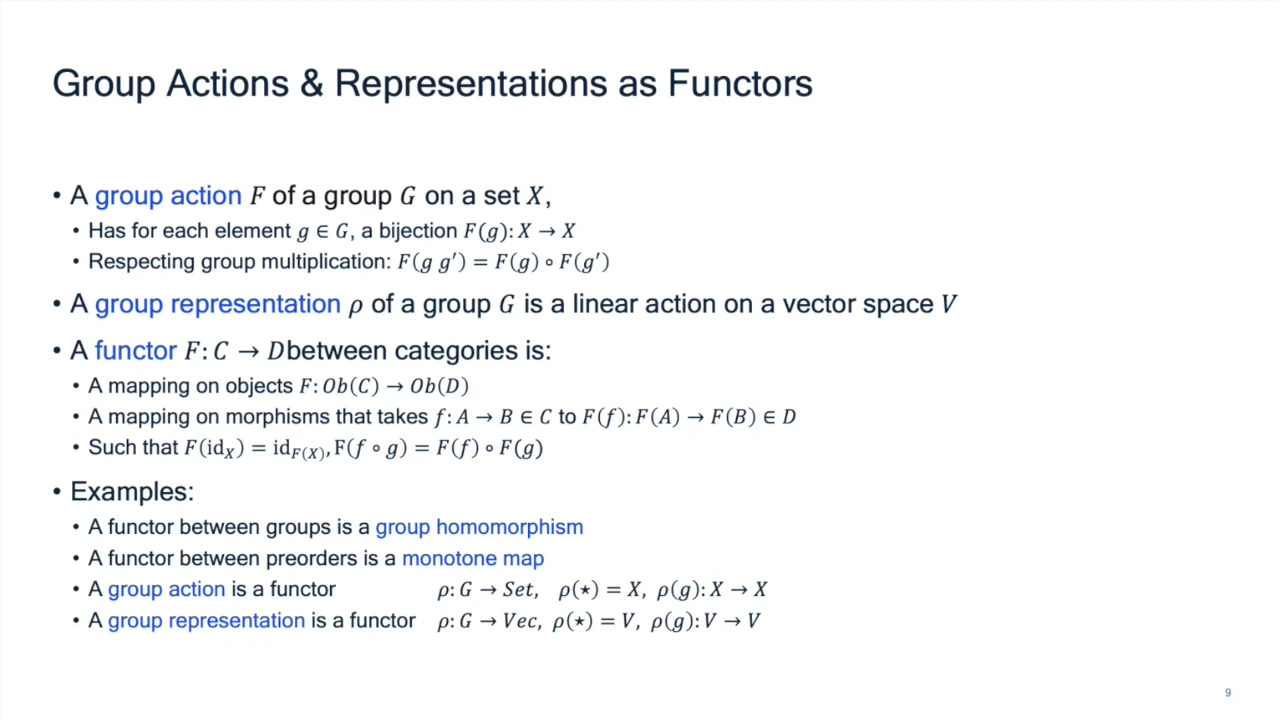 Group Actions & Representations as Functors
• A group action F of a group G on a set X,
• Has for each element g ∈ G, a bijection F(g): X → X
• Respecting group multiplication: F(g g′) = F(g) ∘ F(g′)
• A group representation ρ of a group G is a linear action on a vector space V
• A functor F: C → Dbetween categories is:
• A mapping on objects F: Ob(C) → Ob(D)
• A mapping on morphisms that takes f: A → B ∈ C to F(f): F(A) → F(B) ∈ D
• Such that F(id_X) = id_{F(X)}, F(f ∘ g) = F(f) ∘ F(g)
• Examples:
• A functor between groups is a group homomorphism
• A functor between preorders is a monotone map
• A group action is a functor ρ: G → Set, ρ(⋆) = X, ρ(g): X → X
• A group representation is a functor ρ: G → Vec, ρ(⋆) = V, ρ(g): V → V
9